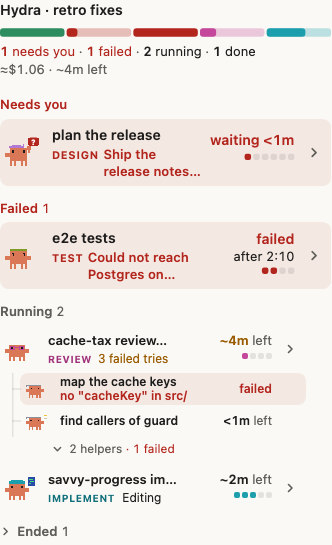 Hydra · retro fixes
1 needs you · 1 failed · 2 running · 1 done
≈$1.06 · ~4m left
Needs you
plan the release
waiting <1m
DESIGN Ship the
release notes...
Failed 1
e2e tests
failed
TEST Could not reach
Postgres on...
after 2:10
Running 2
cache-tax review...
~4m left
REVIEW 3 failed tries
map the cache keys
no "cacheKey" in src/
failed
find callers of guard
<1m left
2 helpers · 1 failed
savvy-progress im...
~2m left
IMPLEMENT Editing
Ended 1